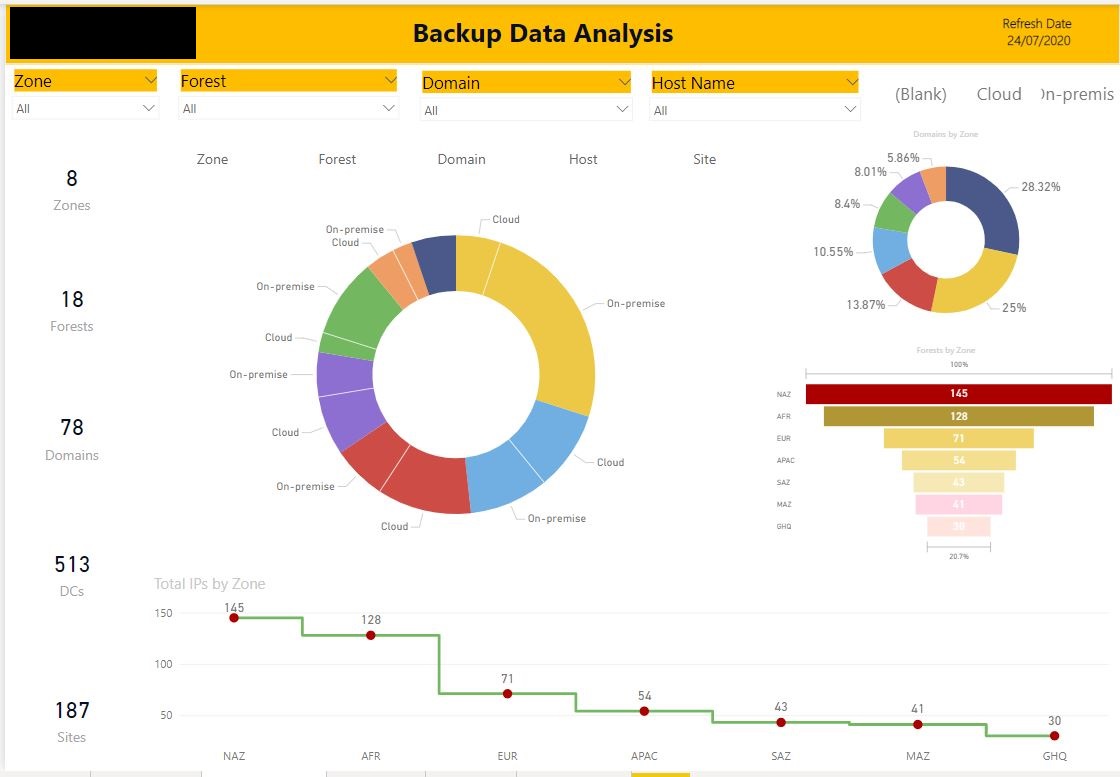 Backup Data Analysis
Refresh Date
24/07/2020
Zone
Forest
Domain
Host Name
All
All
All
All
(Blank)
Cloud
n-premis
Zone
Forest
Domain
Host
Site
8
Zones
18
Forests
78
Domains
513
DCs
187
Sites
Cloud
On-premise
Cloud
On-premise
Cloud
On-premise
Cloud
On-premise
Cloud
On-premise
Cloud
On-premise
Domains by Zone
28.32%
25%
13.87%
10.55%
8.4%
8.01%
5.86%
Forests by Zone
100%
NAZ 145
AFR 128
EUR 71
APAC 54
SAZ 43
MAZ 41
GHQ 30
20.7%
Total IPs by Zone
150
100
50
145
128
71
54
43
41
30
NAZ
AFR
EUR
APAC
SAZ
MAZ
GHQ